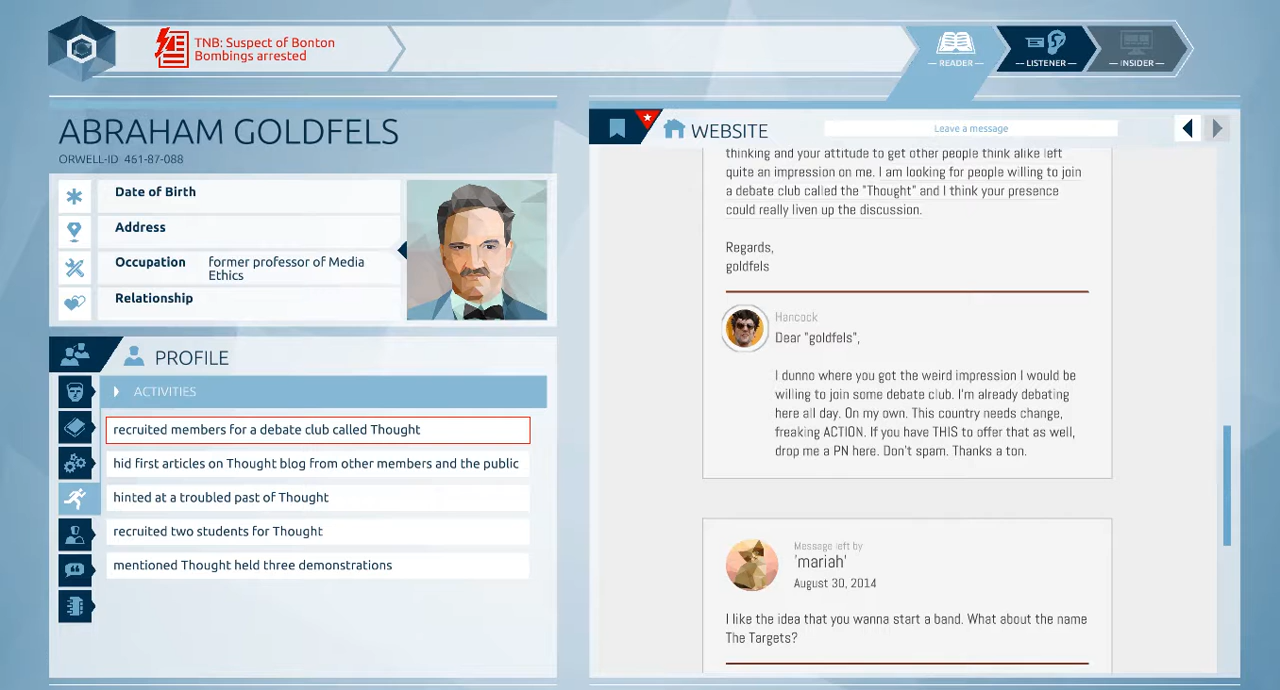 TNB: Suspect of Bonton
Bombings arrested
— READER —
— LISTENER —
— INSIDER —
ABRAHAM GOLDFELS
ORWELL-ID 461-87-088
Date of Birth
Address
Occupation former professor of Media
Ethics
Relationship
PROFILE
ACTIVITIES
recruited members for a debate club called Thought
hid first articles on Thought blog from other members and the public
hinted at a troubled past of Thought
recruited two students for Thought
mentioned Thought held three demonstrations
WEBSITE
Leave a message
thinking and your attitude to get other people think alike left
quite an impression on me. I am looking for people willing to join
a debate club called the "Thought" and I think your presence
could really liven up the discussion.
Regards,
goldfels
Hancock
Dear "goldfels",
I dunno where you got the weird impression I would be
willing to join some debate club. I'm already debating
here all day. On my own. This country needs change,
freaking ACTION. If you have THIS to offer that as well,
drop me a PN here. Don't spam. Thanks a ton.
Message left by
'mariah'
August 30, 2014
I like the idea that you wanna start a band. What about the name
The Targets?